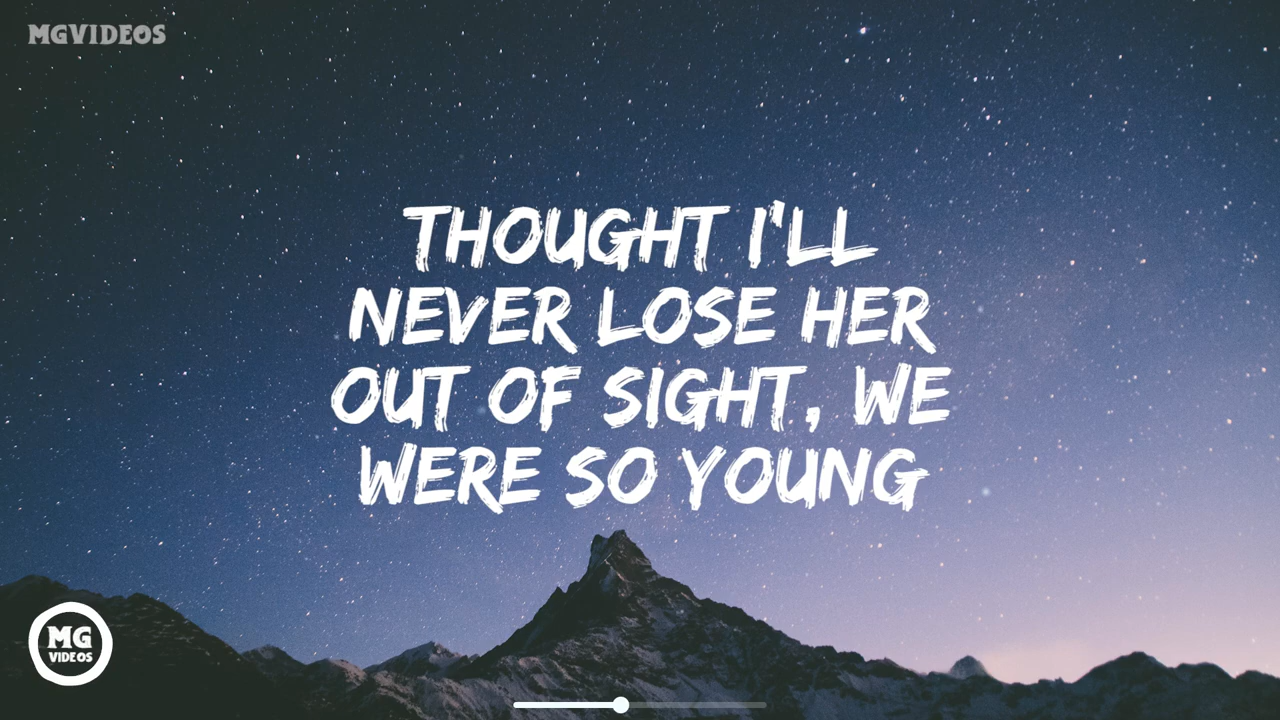 MGVIDEOS
THOUGHT I'LL
NEVER LOSE HER
OUT OF SIGHT, WE
WERE SO YOUNG
MG
VIDEOS